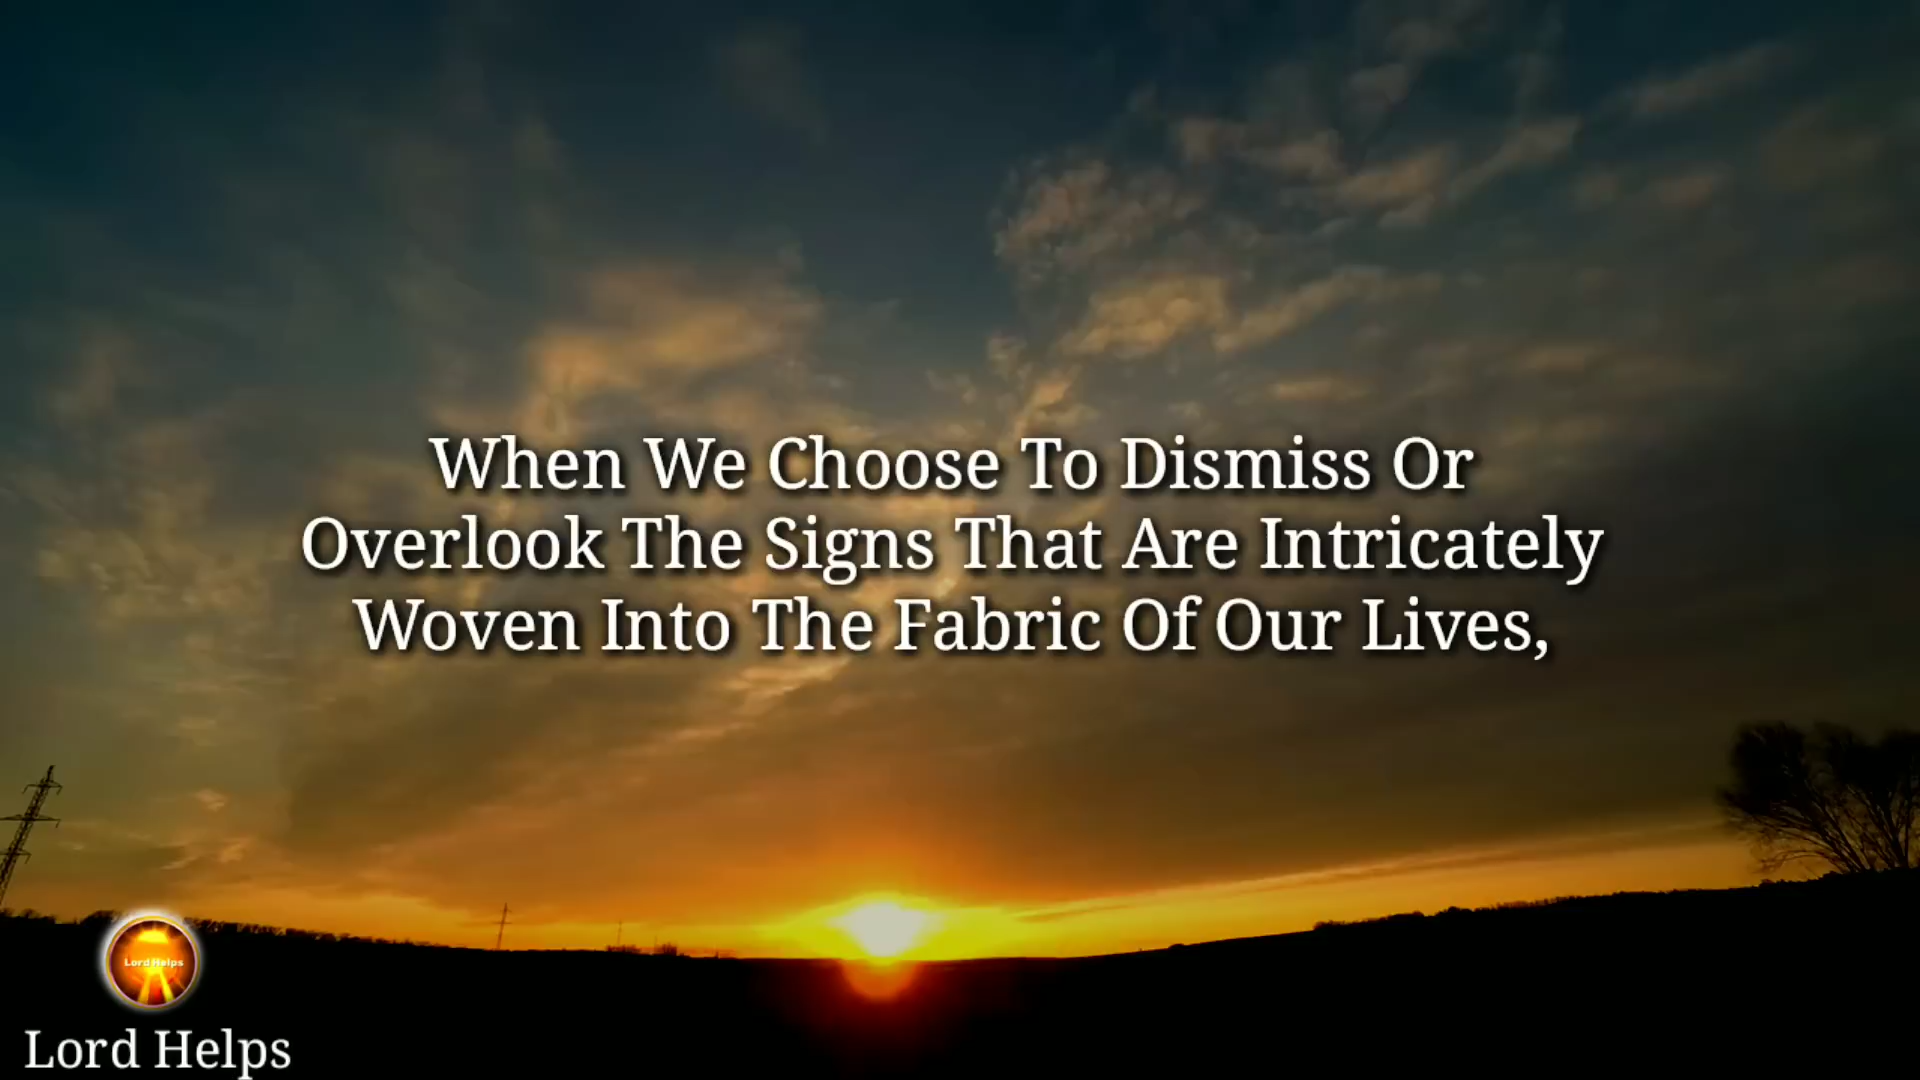 When We Choose To Dismiss Or
Overlook The Signs That Are Intricately
Woven Into The Fabric Of Our Lives,
Lord Helps
Lord Helps